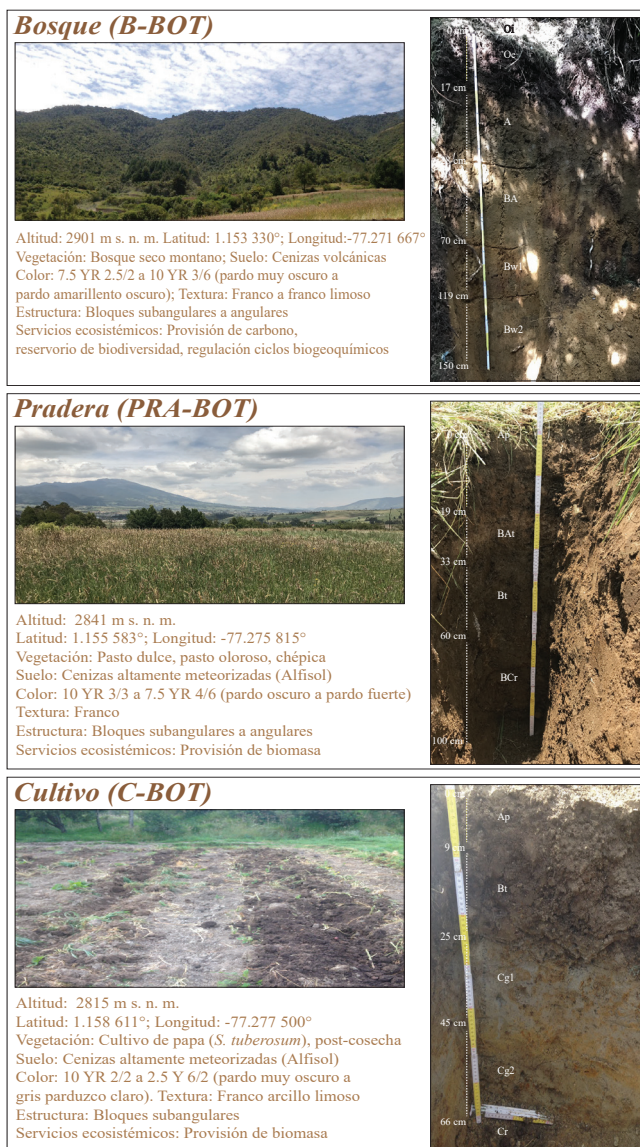 Bosque (B-BOT)
Altitud: 2901 m s. n. m. Latitud: 1.153 330°; Longitud:-77.271 667°
Vegetación: Bosque seco montano; Suelo: Cenizas volcánicas
Color: 7.5 YR 2.5/2 a 10 YR 3/6 (pardo muy oscuro a
pardo amarillento oscuro); Textura: Franco a franco limoso
Estructura: Bloques subangulares a angulares
Servicios ecosistémicos: Provisión de carbono,
reservorio de biodiversidad, regulación ciclos biogeoquímicos
Oi
Oe
17 cm
A
BA
70 cm
Bw1
119 cm
Bw2
150 cm
Pradera (PRA-BOT)
Altitud: 2841 m s. n. m.
Latitud: 1.155 583°; Longitud: -77.275 815°
Vegetación: Pasto dulce, pasto oloroso, chépica
Suelo: Cenizas altamente meteorizadas (Alfisol)
Color: 10 YR 3/3 a 7.5 YR 4/6 (pardo oscuro a pardo fuerte)
Textura: Franco
Estructura: Bloques subangulares a angulares
Servicios ecosistémicos: Provisión de biomasa
Ap
19 cm
BAt
33 cm
Bt
60 cm
BCr
100 cm
Cultivo (C-BOT)
Altitud: 2815 m s. n. m.
Latitud: 1.158 611°; Longitud: -77.277 500°
Vegetación: Cultivo de papa (S. tuberosum), post-cosecha
Suelo: Cenizas altamente meteorizadas (Alfisol)
Color: 10 YR 2/2 a 2.5 Y 6/2 (pardo muy oscuro a
gris parduzco claro). Textura: Franco arcillo limoso
Estructura: Bloques subangulares
Servicios ecosistémicos: Provisión de biomasa
Ap
9 cm
Bt
25 cm
Cg1
45 cm
Cg2
66 cm
Cr